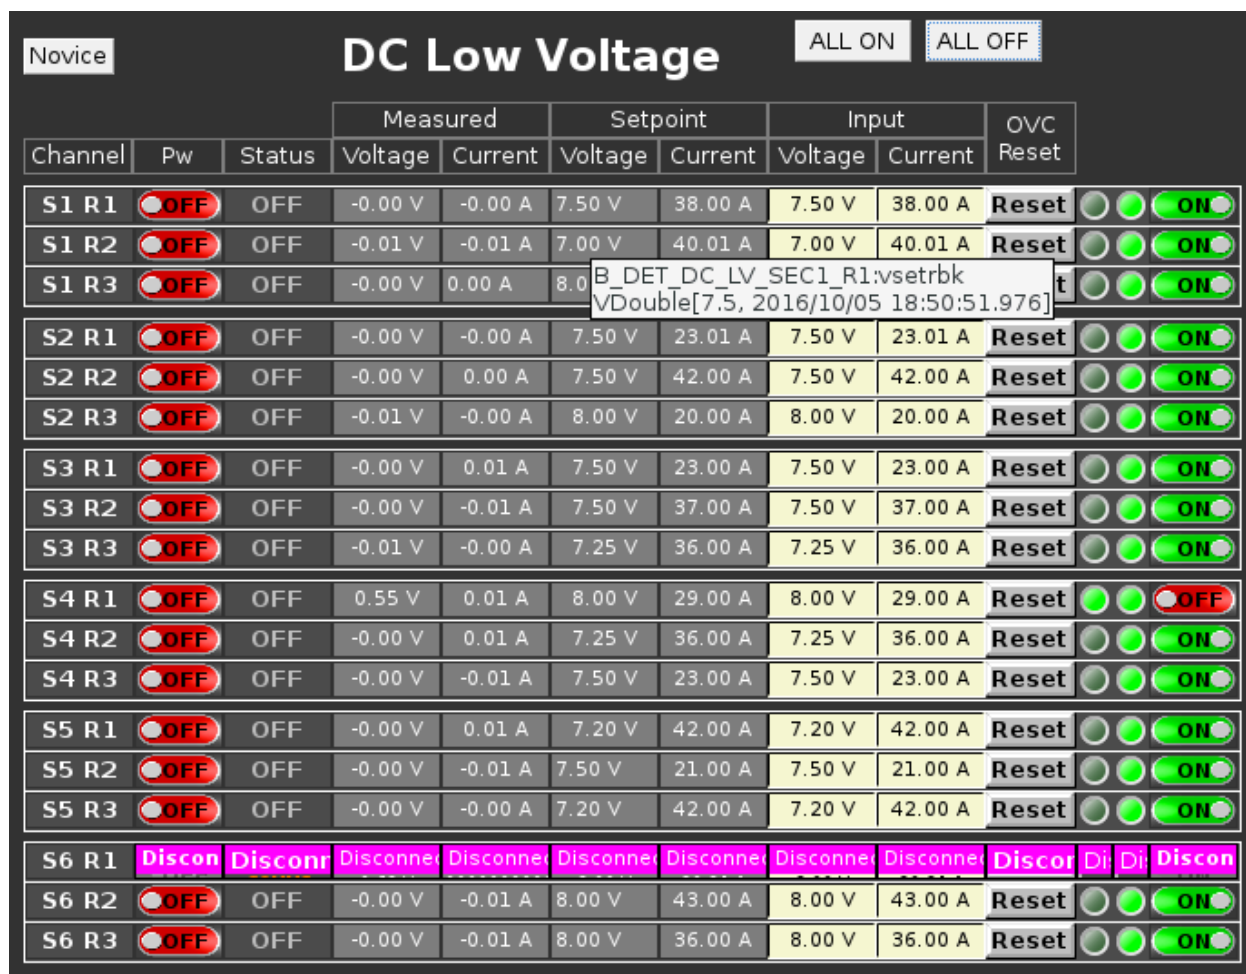 Novice DC Low Voltage ALL ON ALL OFF
Measured Setpoint Input OVC
Channel Pw Status Voltage Current Voltage Current Voltage Current Reset
S1 R1 OFF OFF -0.00 V -0.00 A 7.50 V 38.00 A 7.50 V 38.00 A Reset ON
S1 R2 OFF OFF -0.01 V -0.01 A 7.00 V 40.01 A 7.00 V 40.01 A Reset ON
S1 R3 OFF OFF -0.00 V 0.00 A 8.0 t ON
B_DET_DC_LV_SEC1_R1:vsetrbk
VDouble[7.5, 2016/10/05 18:50:51.976]
S2 R1 OFF OFF -0.00 V -0.00 A 7.50 V 23.01 A 7.50 V 23.01 A Reset ON
S2 R2 OFF OFF -0.00 V 0.00 A 7.50 V 42.00 A 7.50 V 42.00 A Reset ON
S2 R3 OFF OFF -0.01 V -0.00 A 8.00 V 20.00 A 8.00 V 20.00 A Reset ON
S3 R1 OFF OFF -0.00 V 0.01 A 7.50 V 23.00 A 7.50 V 23.00 A Reset ON
S3 R2 OFF OFF -0.00 V -0.01 A 7.50 V 37.00 A 7.50 V 37.00 A Reset ON
S3 R3 OFF OFF -0.01 V -0.00 A 7.25 V 36.00 A 7.25 V 36.00 A Reset ON
S4 R1 OFF OFF 0.55 V 0.01 A 8.00 V 29.00 A 8.00 V 29.00 A Reset OFF
S4 R2 OFF OFF -0.00 V 0.01 A 7.25 V 36.00 A 7.25 V 36.00 A Reset ON
S4 R3 OFF OFF -0.00 V -0.01 A 7.50 V 23.00 A 7.50 V 23.00 A Reset ON
S5 R1 OFF OFF -0.00 V 0.01 A 7.20 V 42.00 A 7.20 V 42.00 A Reset ON
S5 R2 OFF OFF -0.00 V -0.01 A 7.50 V 21.00 A 7.50 V 21.00 A Reset ON
S5 R3 OFF OFF -0.00 V -0.00 A 7.20 V 42.00 A 7.20 V 42.00 A Reset ON
S6 R1 Discon Disconr Disconnec Disconnec Disconnec Disconnec Disconnec Disconnec Discor Di Di Discon
S6 R2 OFF OFF -0.00 V -0.01 A 8.00 V 43.00 A 8.00 V 43.00 A Reset ON
S6 R3 OFF OFF -0.00 V -0.01 A 8.00 V 36.00 A 8.00 V 36.00 A Reset ON